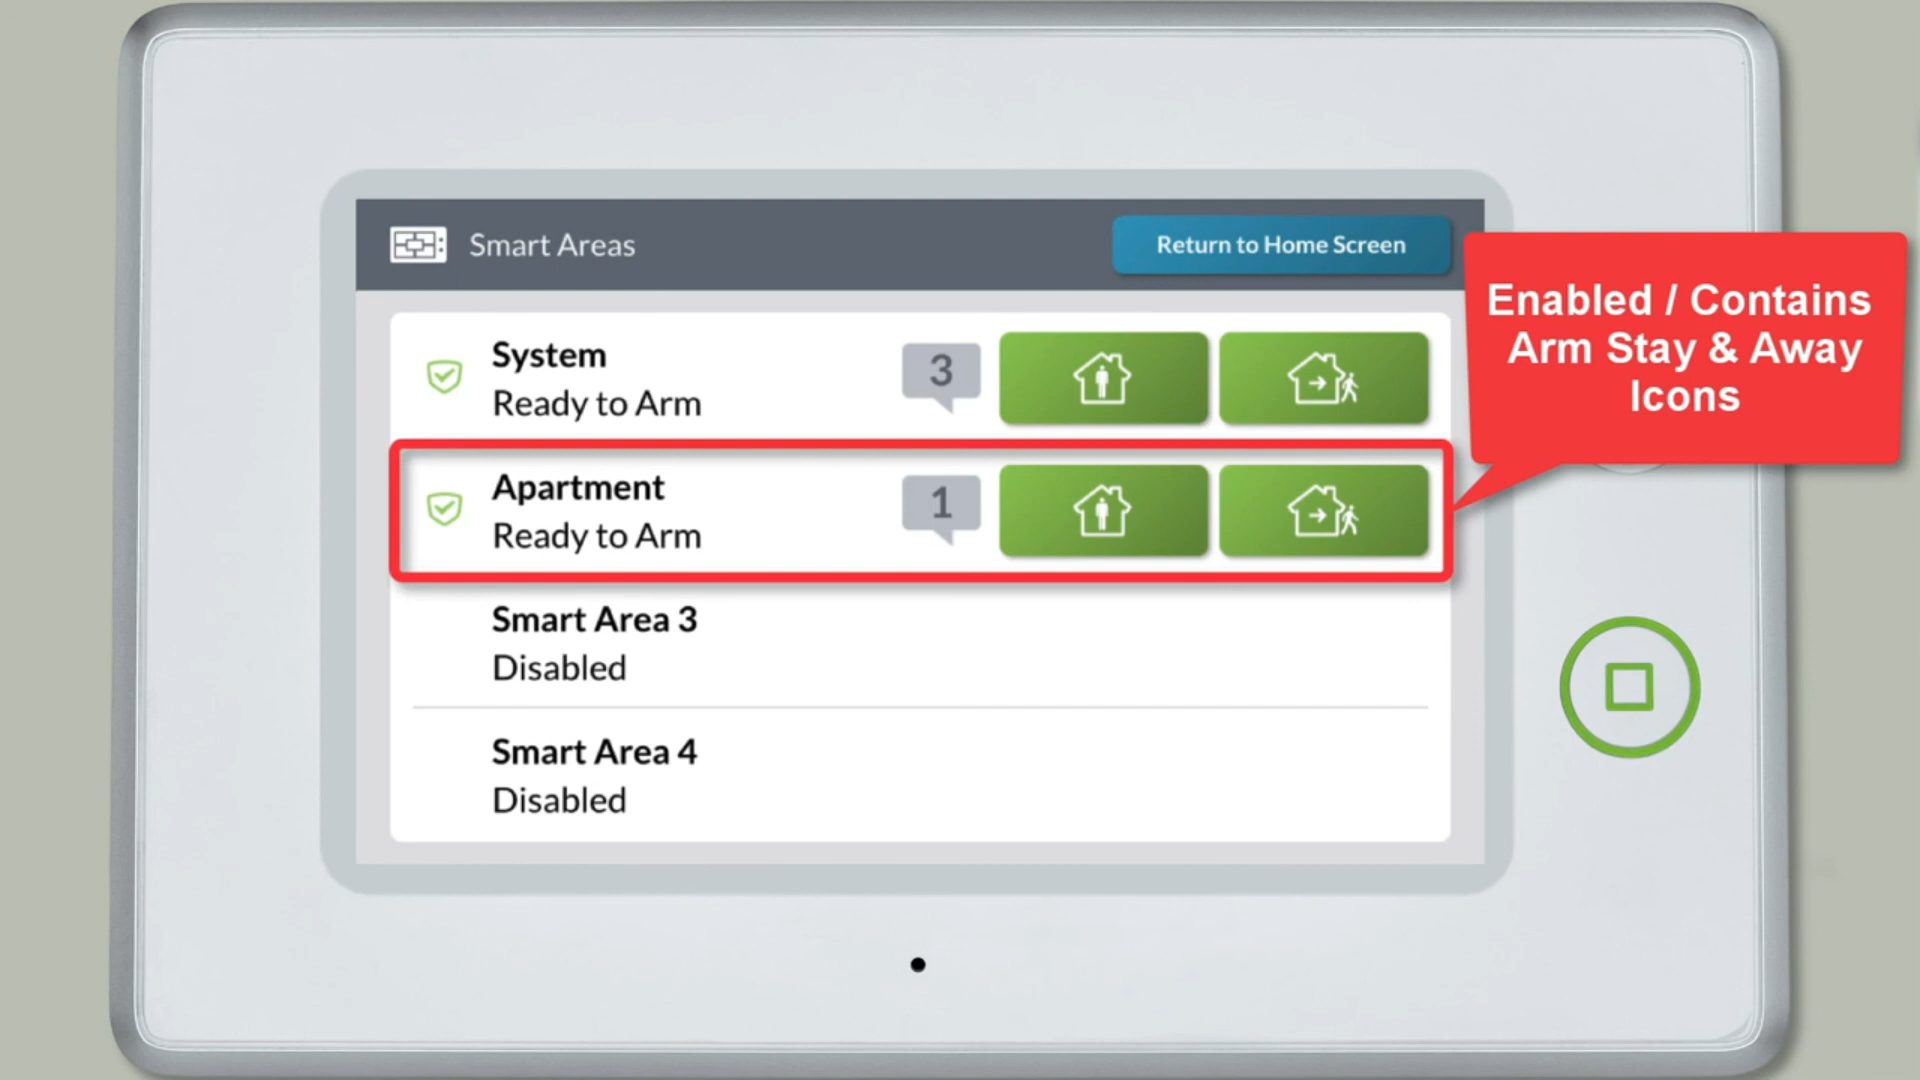 Smart Areas
Return to Home Screen
Enabled / Contains
Arm Stay & Away
Icons
System
Ready to Arm
3
Apartment
Ready to Arm
1
Smart Area 3
Disabled
Smart Area 4
Disabled